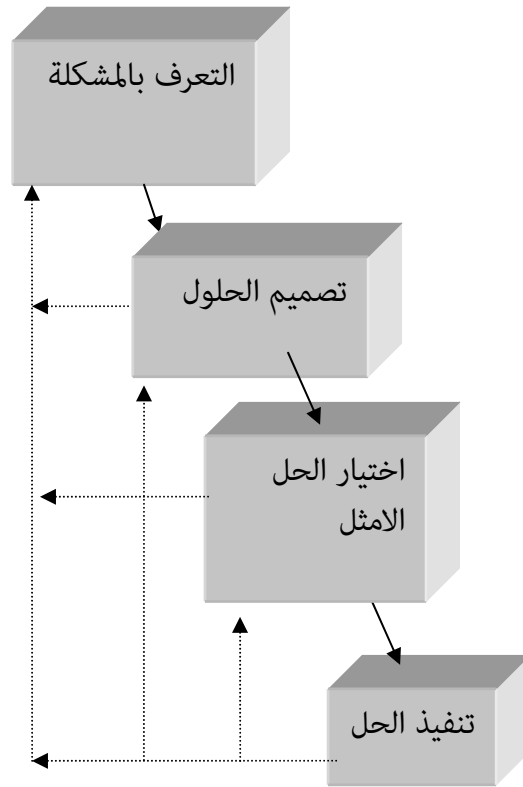 التعرف بالمشكلة
تصميم الحلول
اختيار الحل
الامثل
تنفيذ الحل